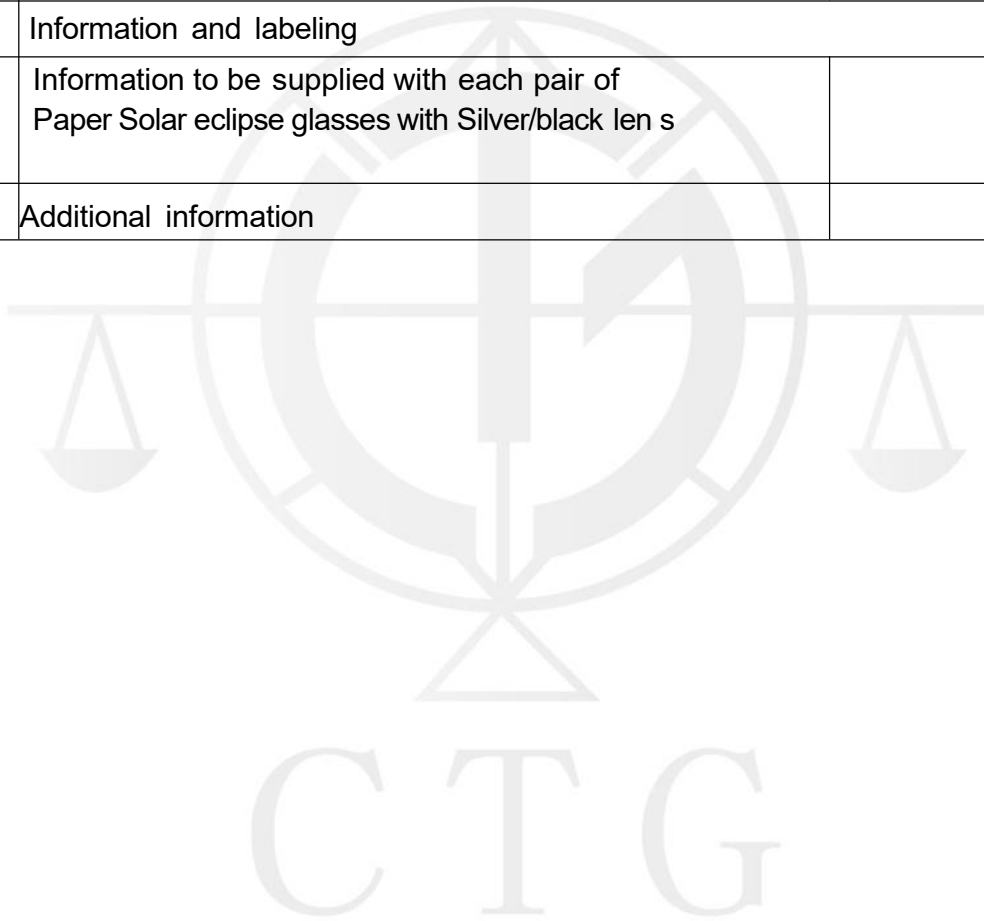 Information and labeling
Information to be supplied with each pair of
Paper Solar eclipse glasses with Silver/black len s
Additional information
C T G